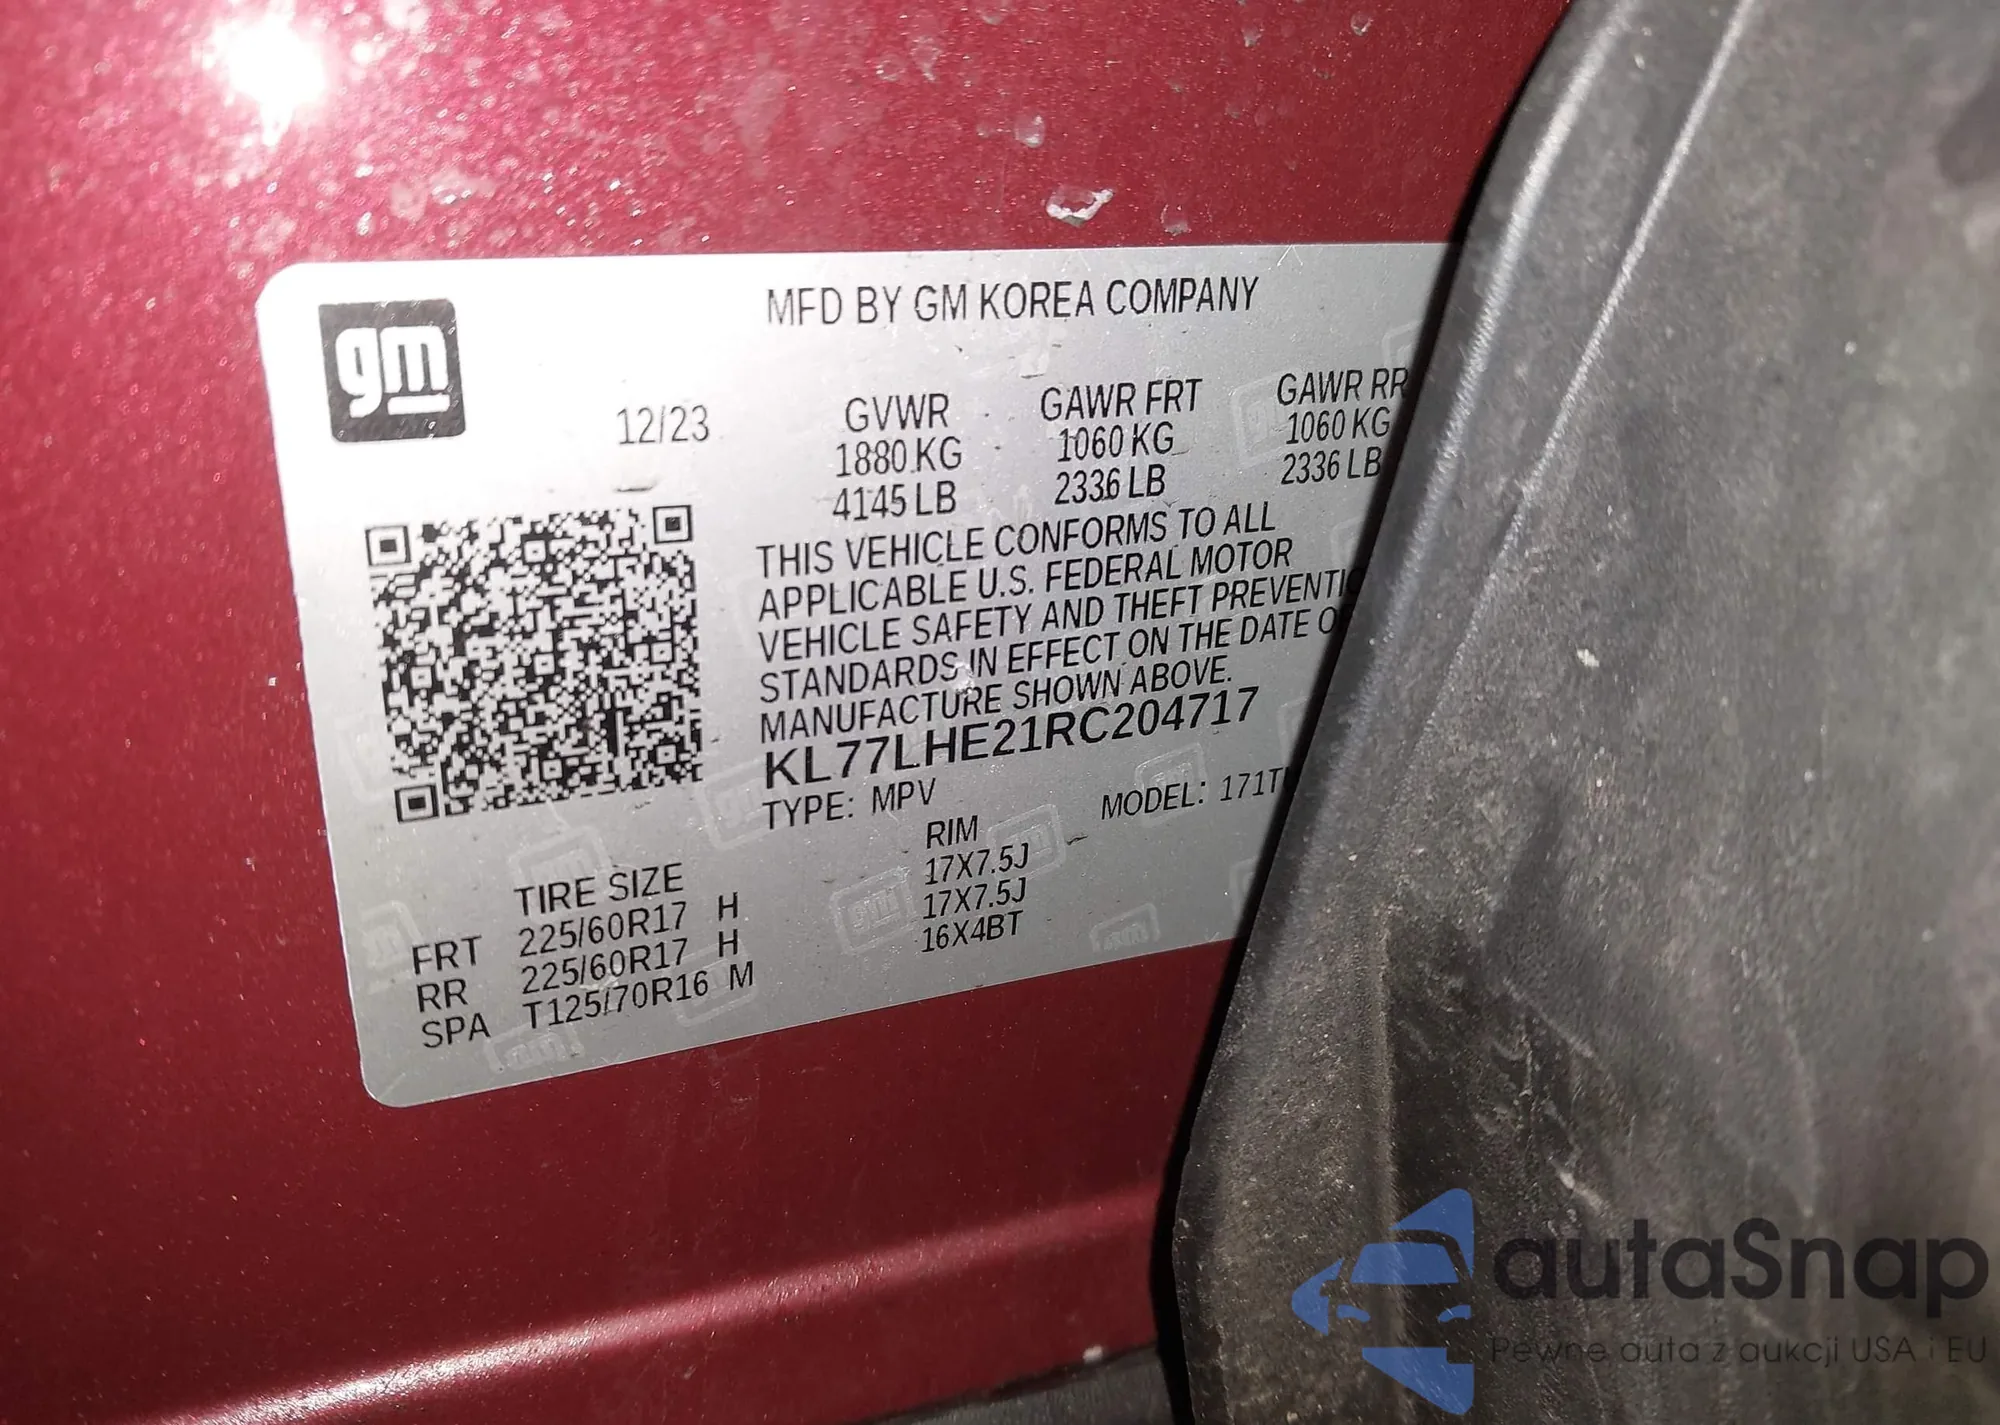 gm
MFD BY GM KOREA COMPANY
12/23 GVWR GAWR FRT GAWR RR
1880 KG 1060 KG 1060 KG
4145 LB 2336 LB 2336 LB
THIS VEHICLE CONFORMS TO ALL
APPLICABLE U.S. FEDERAL MOTOR
VEHICLE SAFETY AND THEFT PREVENTIO
STANDARDS IN EFFECT ON THE DATE O
MANUFACTURE SHOWN ABOVE.
KL77LHE21RC204717
TYPE: MPV MODEL: 171T
TIRE SIZE RIM
FRT 225/60R17 H 17X7.5J
RR 225/60R17 H 17X7.5J
SPA T125/70R16 M 16X4BT
autaSnap
Pewne auta z aukcji USA i EU